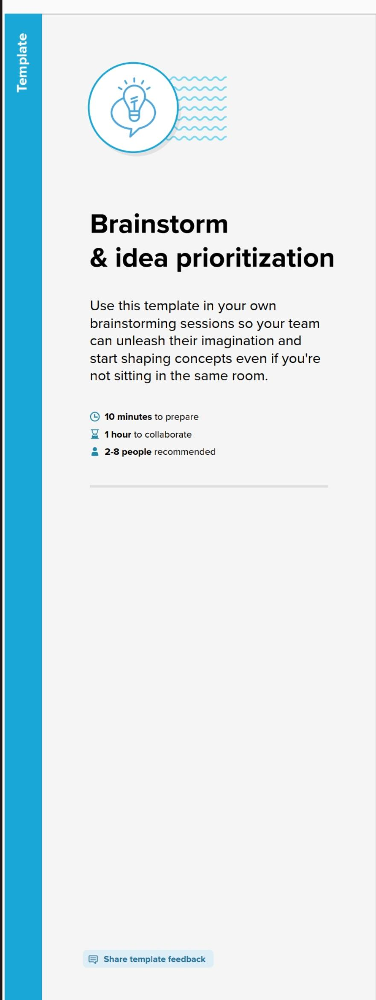 Template
Brainstorm
& idea prioritization
Use this template in your own
brainstorming sessions so your team
can unleash their imagination and
start shaping concepts even if you're
not sitting in the same room.
10 minutes to prepare
1 hour to collaborate
2-8 people recommended
Share template feedback